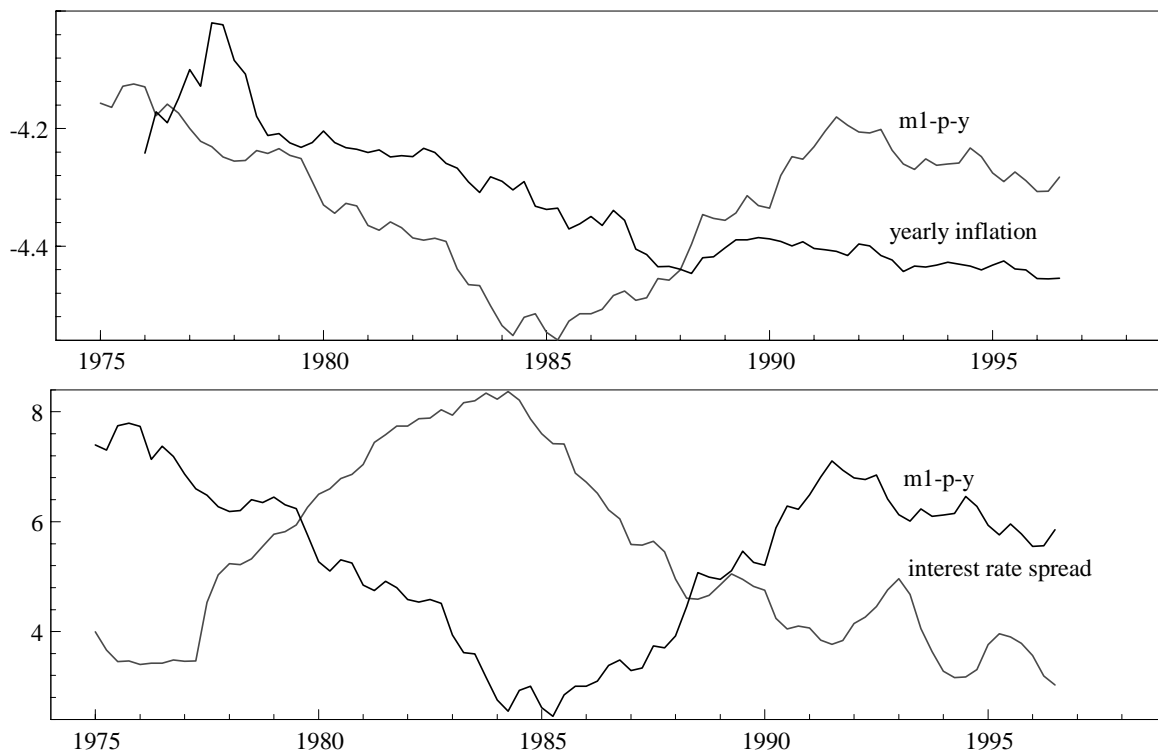 -4.2
m1-p-y
yearly inflation
-4.4
1975 1980 1985 1990 1995
8
m1-p-y
6
interest rate spread
4
1975 1980 1985 1990 1995